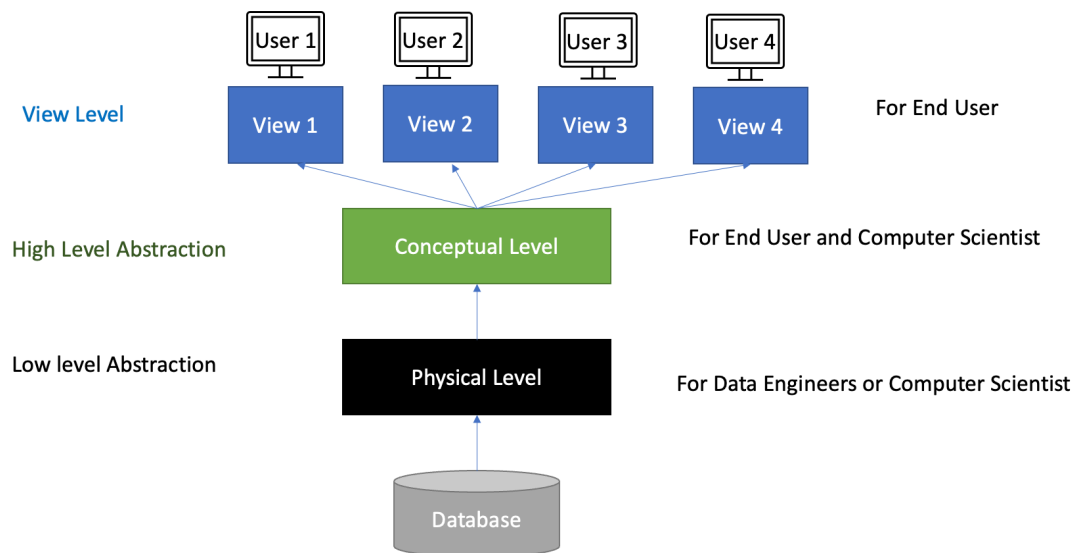 User 1
User 2
User 3
User 4
View Level
View 1
View 2
View 3
View 4
For End User
High Level Abstraction
Conceptual Level
For End User and Computer Scientist
Low level Abstraction
Physical Level
For Data Engineers or Computer Scientist
Database